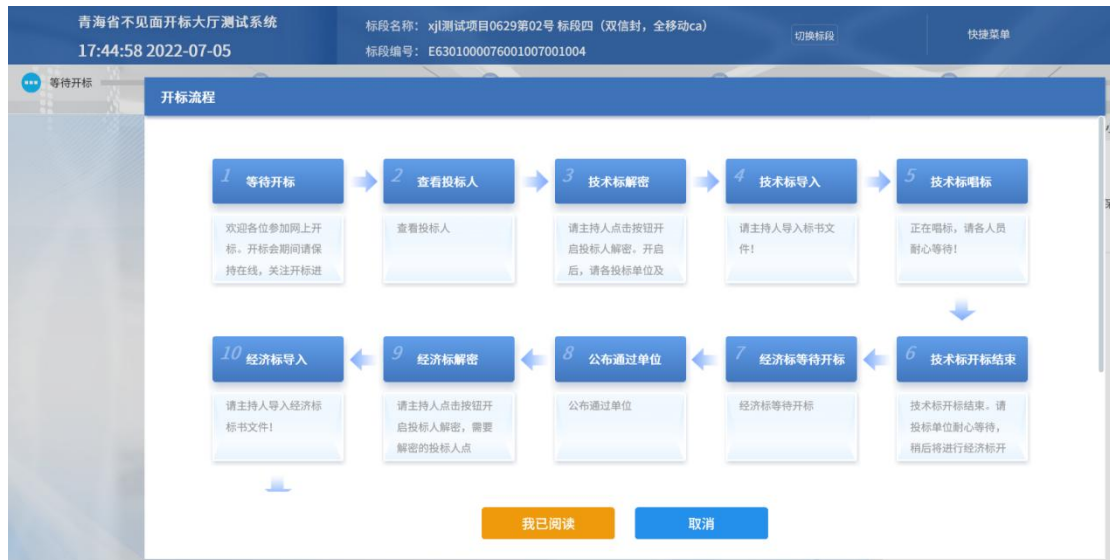 青海省不见面开标大厅测试系统
17:44:58 2022-07-05
标段名称: xjl测试项目0629第02号 标段四（双信封，全移动ca）
标段编号: E6301000076001007001004
切换标段
快捷菜单
等待开标
开标流程
1 等待开标
欢迎各位参加网上开
标。开标会期间请保
持在线，关注开标进
2 查看投标人
查看投标人
3 技术标解密
请主持人点击按钮开
启投标人解密。开启
后，请各投标单位及
4 技术标导入
请主持人导入标书文
件!
5 技术标唱标
正在唱标，请各人员
耐心等待!
6 技术标开标结束
技术标开标结束。请
投标单位耐心等待，
稍后将进行经济标开
7 经济标等待开标
经济标等待开标
8 公布通过单位
公布通过单位
9 经济标解密
请主持人点击按钮开
启投标人解密，需要
解密的投标人点
10 经济标导入
请主持人导入经济标
标书文件!
我已阅读
取消